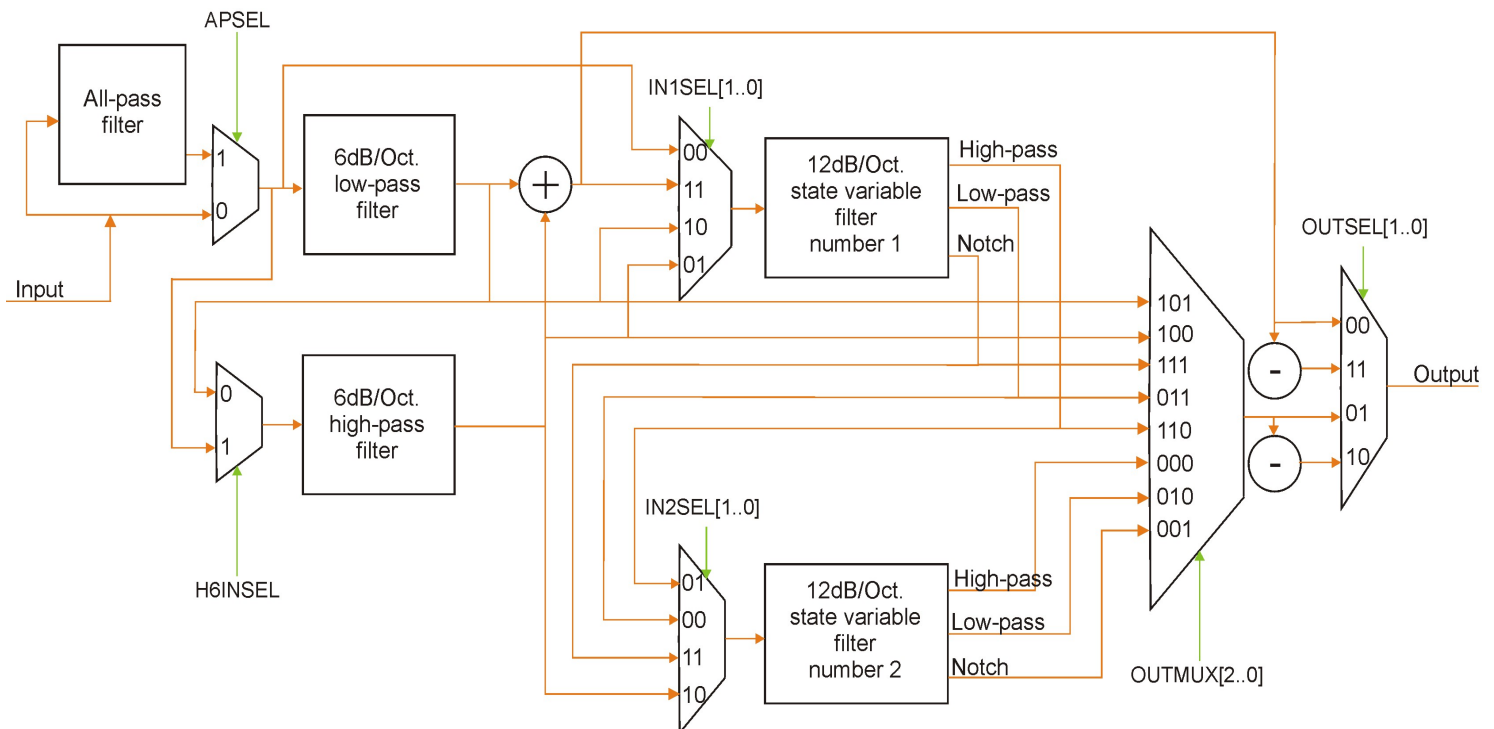 APSEL
All-pass
filter
1
0
Input
6dB/Oct.
low-pass
filter
+
IN1SEL[1..0]
00
11
10
01
12dB/Oct.
state variable
filter
number 1
High-pass
Low-pass
Notch
0
1
H6INSEL
6dB/Oct.
high-pass
filter
IN2SEL[1..0]
01
00
11
10
12dB/Oct.
state variable
filter
number 2
High-pass
Low-pass
Notch
101
100
111
011
110
000
010
001
OUTMUX[2..0]
-
-
OUTSEL[1..0]
00
11
01
10
Output